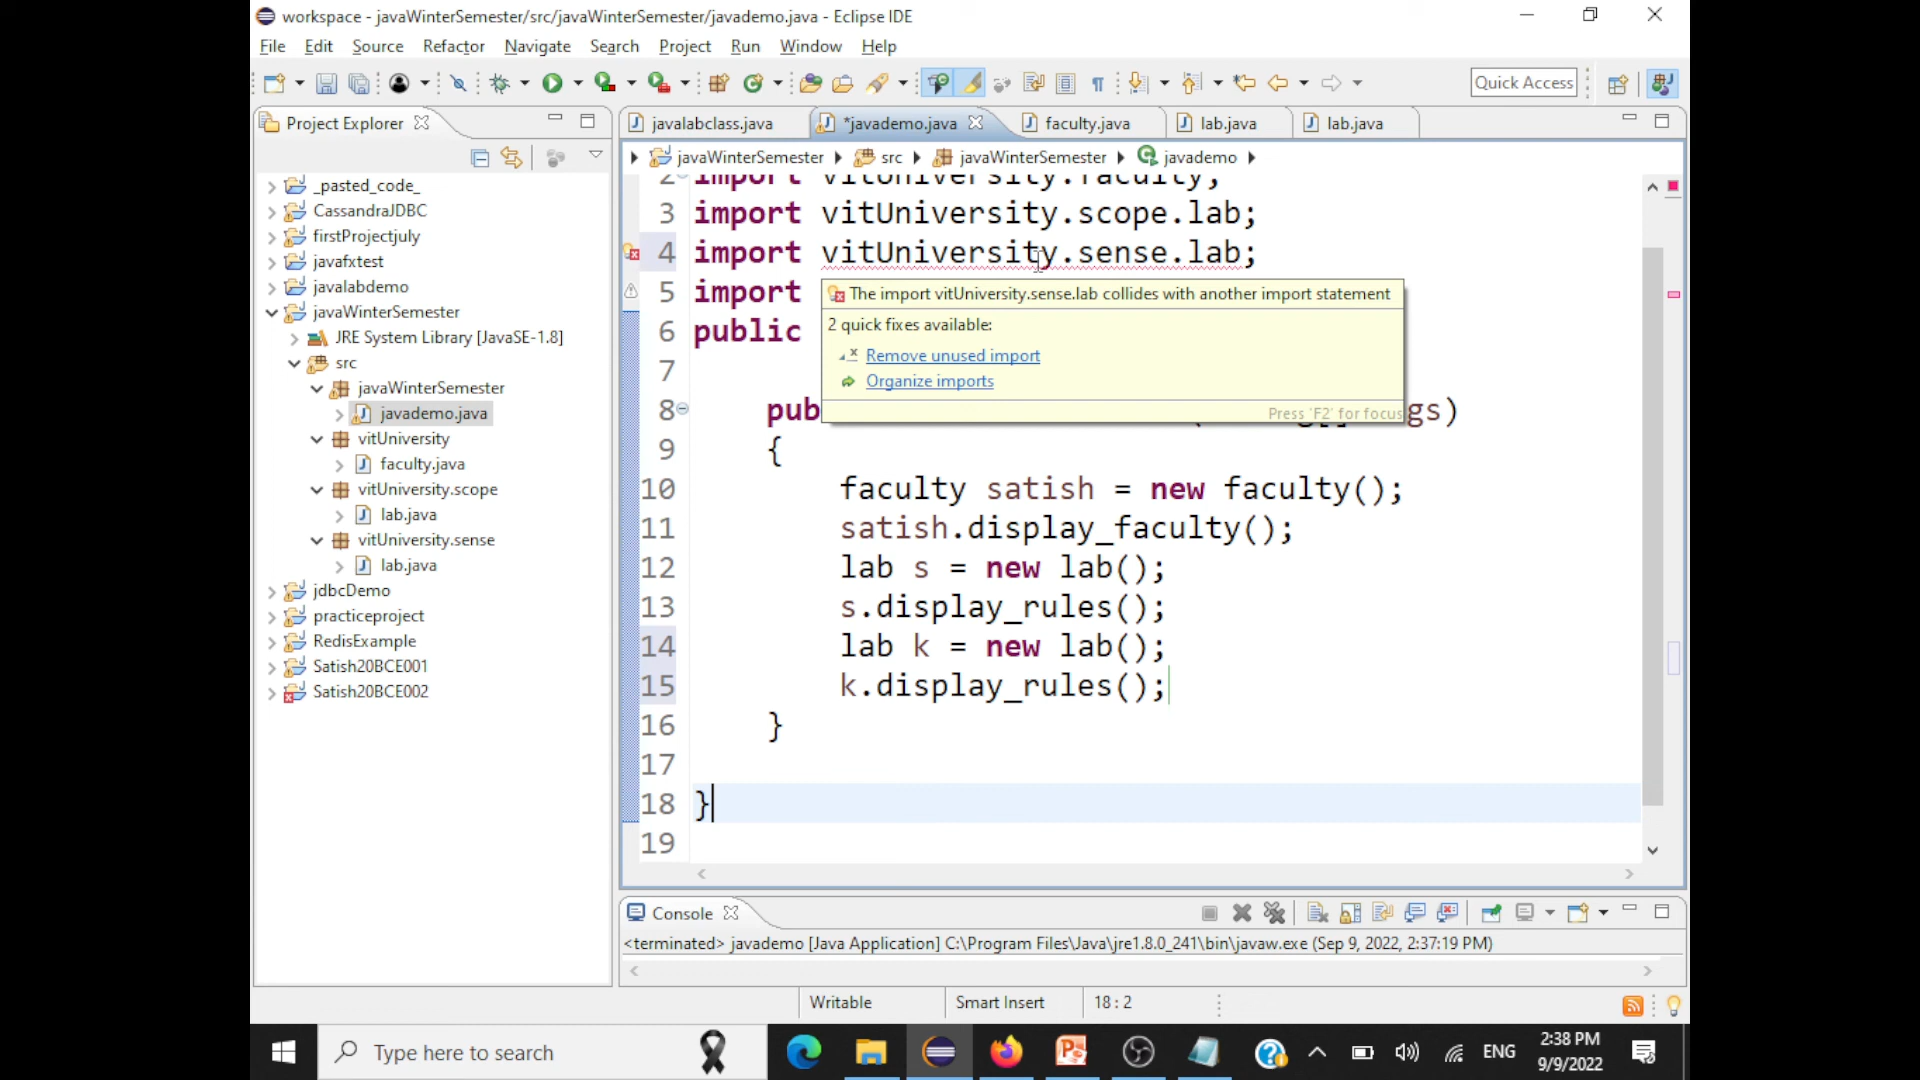 workspace - javaWinterSemester/src/javaWinterSemester/javademo.java - Eclipse IDE
File Edit Source Refactor Navigate Search Project Run Window Help
Quick Access
Project Explorer
javalabclass.java
*javademo.java
faculty.java
lab.java
lab.java
javaWinterSemester
src
javaWinterSemester
javademo
_pasted_code_
CassandraJDBC
firstProjectjuly
javafxtest
javalabdemo
javaWinterSemester
JRE System Library [JavaSE-1.8]
src
javaWinterSemester
javademo.java
vitUniversity
faculty.java
vitUniversity.scope
lab.java
vitUniversity.sense
lab.java
jdbcDemo
practiceproject
RedisExample
Satish20BCE001
Satish20BCE002
2 import vitUniversity.faculty;
3 import vitUniversity.scope.lab;
4 import vitUniversity.sense.lab;
5 import
6 public
7
8 pub gs)
9 {
10 faculty satish = new faculty();
11 satish.display_faculty();
12 lab s = new lab();
13 s.display_rules();
14 lab k = new lab();
15 k.display_rules();
16 }
17
18 }
19
The import vitUniversity.sense.lab collides with another import statement
2 quick fixes available:
Remove unused import
Organize imports
Press 'F2' for focus
Console
<terminated> javademo [Java Application] C:\Program Files\Java\jre1.8.0_241\bin\javaw.exe (Sep 9, 2022, 2:37:19 PM)
Writable
Smart Insert
18 : 2
Type here to search
ENG
2:38 PM
9/9/2022